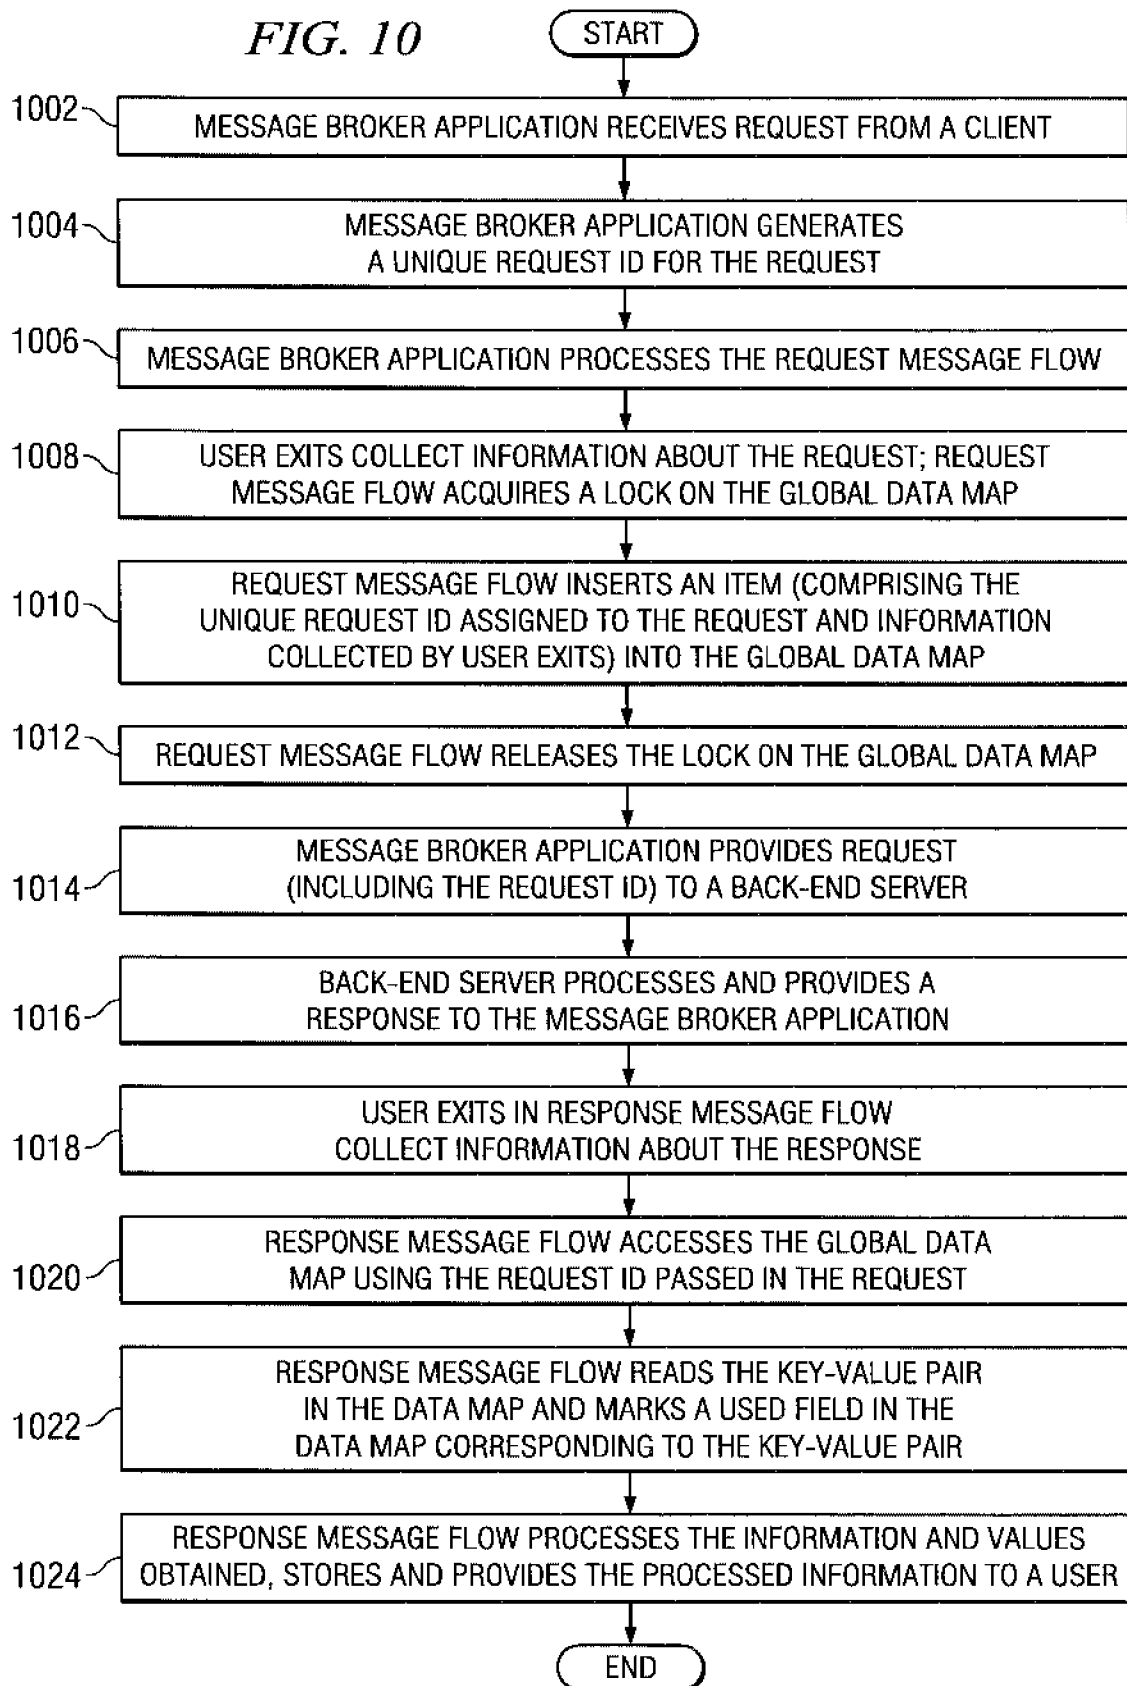 FIG. 10
START
1002
MESSAGE BROKER APPLICATION RECEIVES REQUEST FROM A CLIENT
1004
MESSAGE BROKER APPLICATION GENERATES
A UNIQUE REQUEST ID FOR THE REQUEST
1006
MESSAGE BROKER APPLICATION PROCESSES THE REQUEST MESSAGE FLOW
1008
USER EXITS COLLECT INFORMATION ABOUT THE REQUEST; REQUEST
MESSAGE FLOW ACQUIRES A LOCK ON THE GLOBAL DATA MAP
1010
REQUEST MESSAGE FLOW INSERTS AN ITEM (COMPRISING THE
UNIQUE REQUEST ID ASSIGNED TO THE REQUEST AND INFORMATION
COLLECTED BY USER EXITS) INTO THE GLOBAL DATA MAP
1012
REQUEST MESSAGE FLOW RELEASES THE LOCK ON THE GLOBAL DATA MAP
1014
MESSAGE BROKER APPLICATION PROVIDES REQUEST
(INCLUDING THE REQUEST ID) TO A BACK-END SERVER
1016
BACK-END SERVER PROCESSES AND PROVIDES A
RESPONSE TO THE MESSAGE BROKER APPLICATION
1018
USER EXITS IN RESPONSE MESSAGE FLOW
COLLECT INFORMATION ABOUT THE RESPONSE
1020
RESPONSE MESSAGE FLOW ACCESSES THE GLOBAL DATA
MAP USING THE REQUEST ID PASSED IN THE REQUEST
1022
RESPONSE MESSAGE FLOW READS THE KEY-VALUE PAIR
IN THE DATA MAP AND MARKS A USED FIELD IN THE
DATA MAP CORRESPONDING TO THE KEY-VALUE PAIR
1024
RESPONSE MESSAGE FLOW PROCESSES THE INFORMATION AND VALUES
OBTAINED, STORES AND PROVIDES THE PROCESSED INFORMATION TO A USER
END